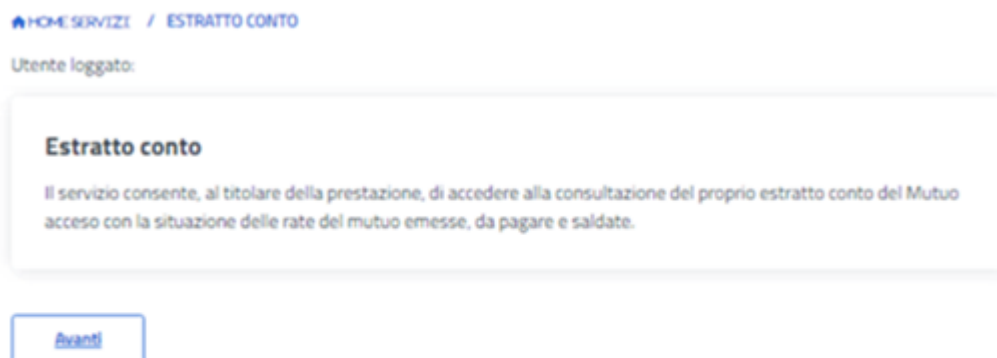 HOME SERVIZI / ESTRATTO CONTO
Utente loggato:
Estratto conto
Il servizio consente, al titolare della prestazione, di accedere alla consultazione del proprio estratto conto del Mutuo
acceso con la situazione delle rate del mutuo emesse, da pagare e saldate.
Avanti